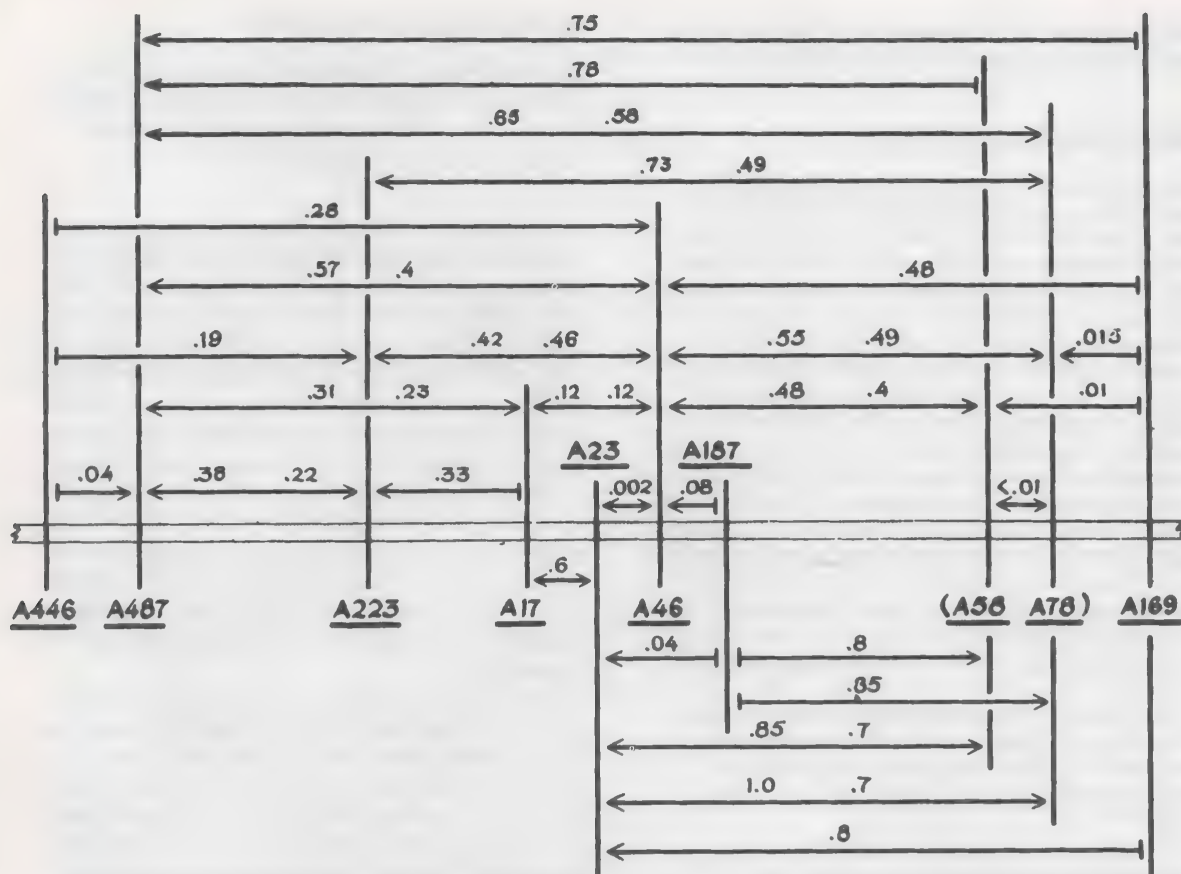 .75
.78
.65 .58
.73 .49
.28
.57 .4 .48
.19 .42 .46 .55 .49 .015
.31 .23 .12 .12 .48 .4 .01
A23 A187
.04 .38 .22 .33 .002 .08 <.01
.6
A446 A487 A223 A17 A46 (A58 A78) A169
.04 .8
.85
.85 .7
1.0 .7
.8